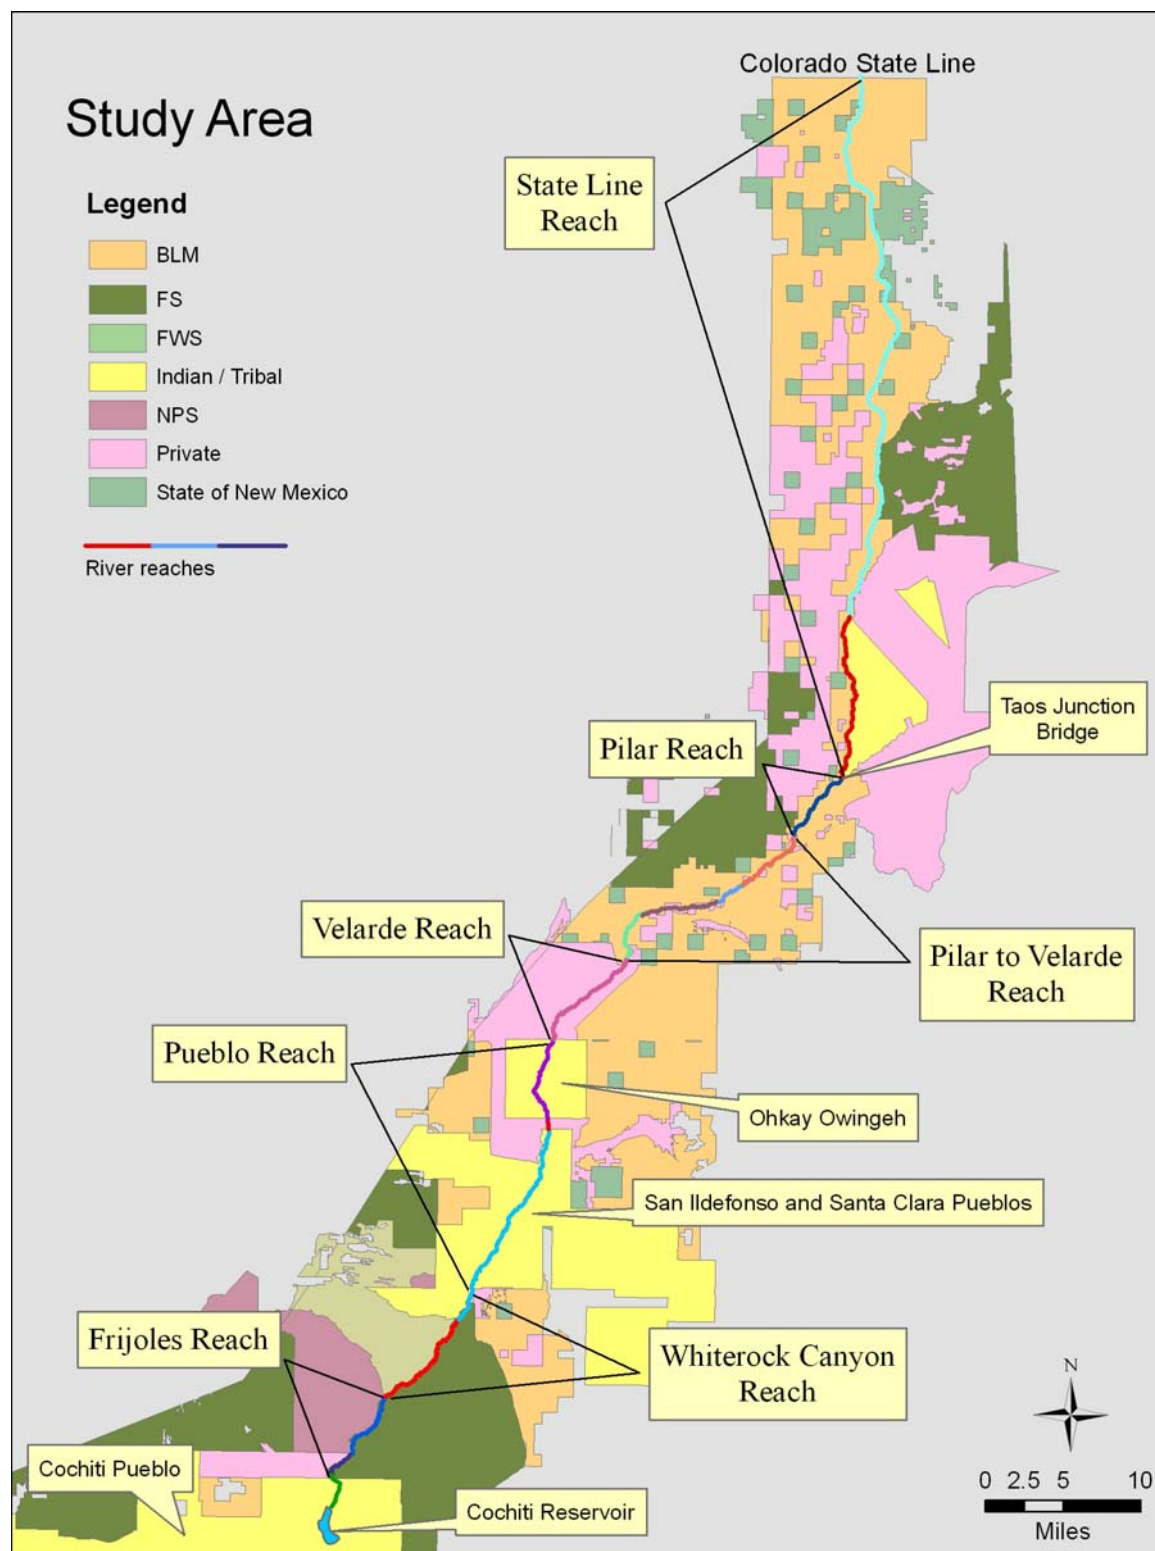 Colorado State Line
Study Area
State Line
Reach
Legend
BLM
FS
FWS
Indian / Tribal
NPS
Private
State of New Mexico
River reaches
Taos Junction
Bridge
Pilar Reach
Velarde Reach
Pilar to Velarde
Reach
Pueblo Reach
Ohkay Owingeh
San Ildefonso and Santa Clara Pueblos
Frijoles Reach
Whiterock Canyon
Reach
N
Cochiti Pueblo
Cochiti Reservoir
0 2.5 5 10
Miles